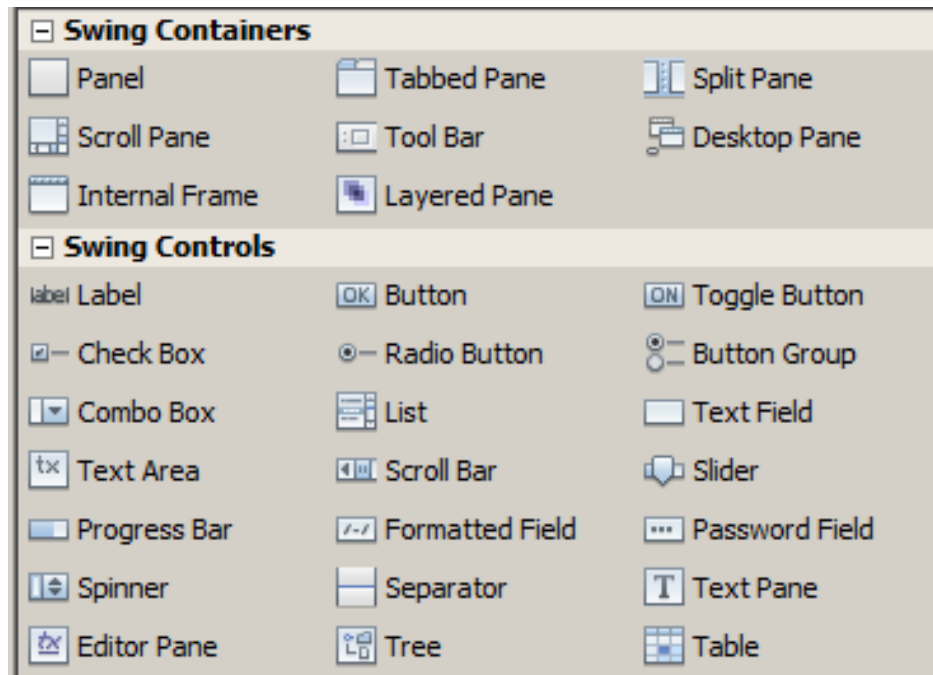 Swing Containers
Panel Tabbed Pane Split Pane
Scroll Pane Tool Bar Desktop Pane
Internal Frame Layered Pane
Swing Controls
label Label OK Button ON Toggle Button
Check Box Radio Button Button Group
Combo Box List Text Field
tx Text Area Scroll Bar Slider
Progress Bar Formatted Field Password Field
Spinner Separator T Text Pane
tx Editor Pane Tree Table